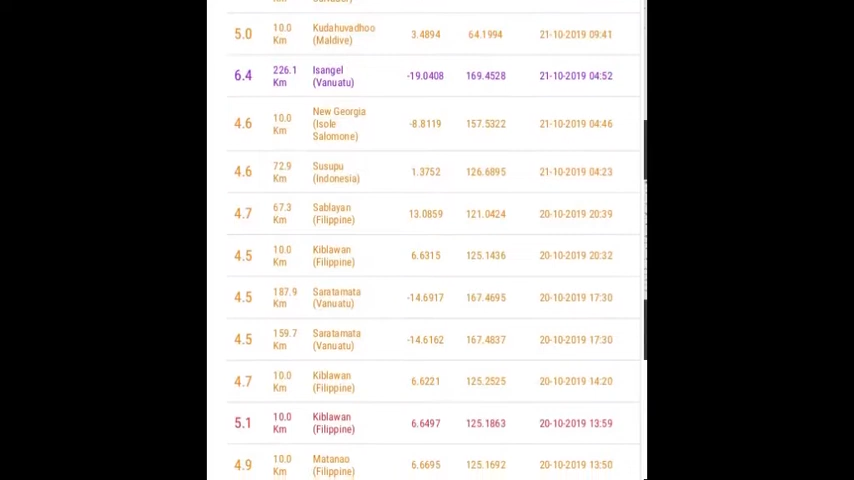 5.0 10.0 Km Kudahuvadhoo (Maldive) 3.4894 64.1994 21-10-2019 09:41
6.4 226.1 Km Isangel (Vanuatu) -19.0408 169.4528 21-10-2019 04:52
4.6 10.0 Km New Georgia (Isole Salomone) -8.8119 157.5322 21-10-2019 04:46
4.6 72.9 Km Susupu (Indonesia) 1.3752 126.6895 21-10-2019 04:23
4.7 67.3 Km Sablayan (Filippine) 13.0859 121.0424 20-10-2019 20:39
4.5 10.0 Km Kiblawan (Filippine) 6.6315 125.1436 20-10-2019 20:32
4.5 187.9 Km Saratamata (Vanuatu) -14.6917 167.4695 20-10-2019 17:30
4.5 159.7 Km Saratamata (Vanuatu) -14.6162 167.4837 20-10-2019 17:30
4.7 10.0 Km Kiblawan (Filippine) 6.6221 125.2525 20-10-2019 14:20
5.1 10.0 Km Kiblawan (Filippine) 6.6497 125.1863 20-10-2019 13:59
4.9 10.0 Km Matanao (Filippine) 6.6695 125.1692 20-10-2019 13:50